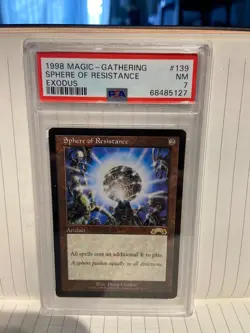 1998 MAGIC - GATHERING #139
SPHERE OF RESISTANCE NM
EXODUS 7
PSA 68485127
Sphere of Resistance
Artifact
All spells cost an additional 1 to play.
A sphere pushes equally in all directions.